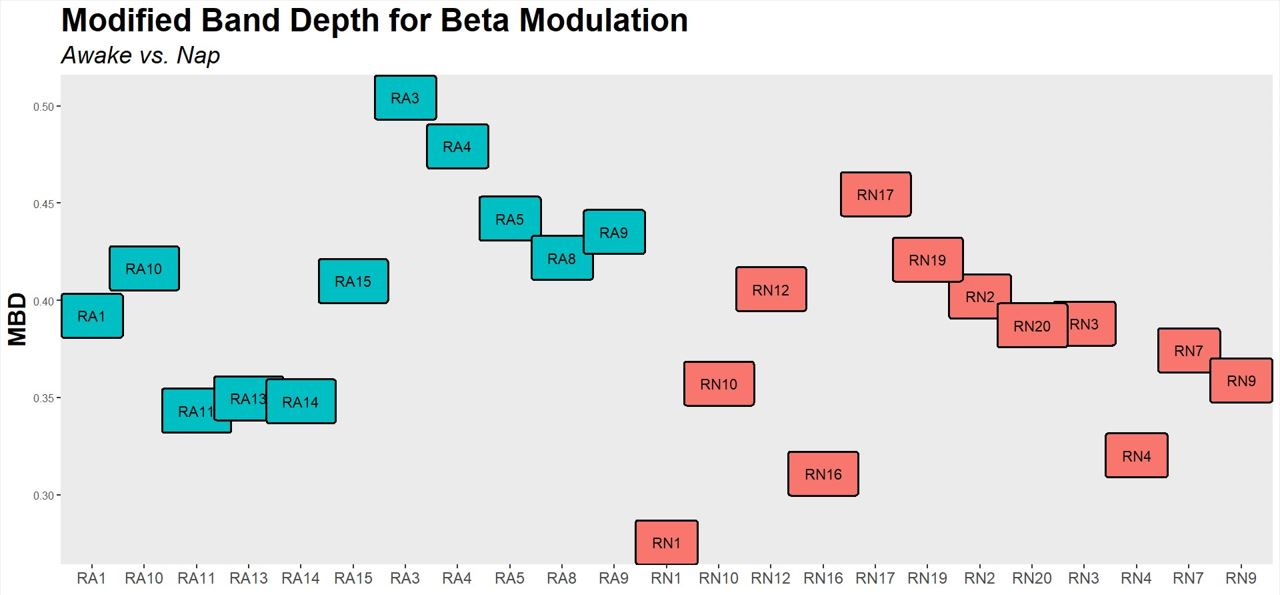 Modified Band Depth for Beta Modulation
Awake vs. Nap
MBD
0.50
0.45
0.40
0.35
0.30
RA1
RA10
RA11
RA13
RA14
RA15
RA3
RA4
RA5
RA8
RA9
RN1
RN10
RN12
RN16
RN17
RN19
RN2
RN20
RN3
RN4
RN7
RN9
RA1 RA10 RA11 RA13 RA14 RA15 RA3 RA4 RA5 RA8 RA9 RN1 RN10 RN12 RN16 RN17 RN19 RN2 RN20 RN3 RN4 RN7 RN9